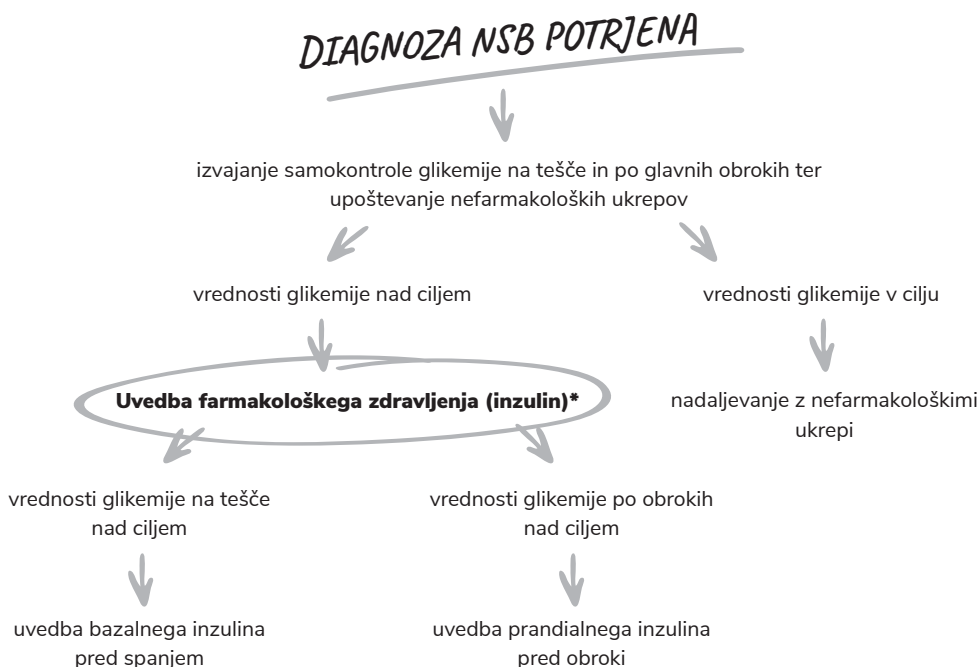 DIAGNOZA NSB POTRJENA
izvajanje samokontrole glikemije na tešče in po glavnih obrokih ter
upoštevanje nefarmakoloških ukrepov
vrednosti glikemije nad ciljem
vrednosti glikemije v cilju
Uvedba farmakološkega zdravljenja (inzulin)*
nadaljevanje z nefarmakološkimi
ukrepi
vrednosti glikemije na tešče
nad ciljem
vrednosti glikemije po obrokih
nad ciljem
uvedba bazalnega inzulina
pred spanjem
uvedba prandialnega inzulina
pred obroki